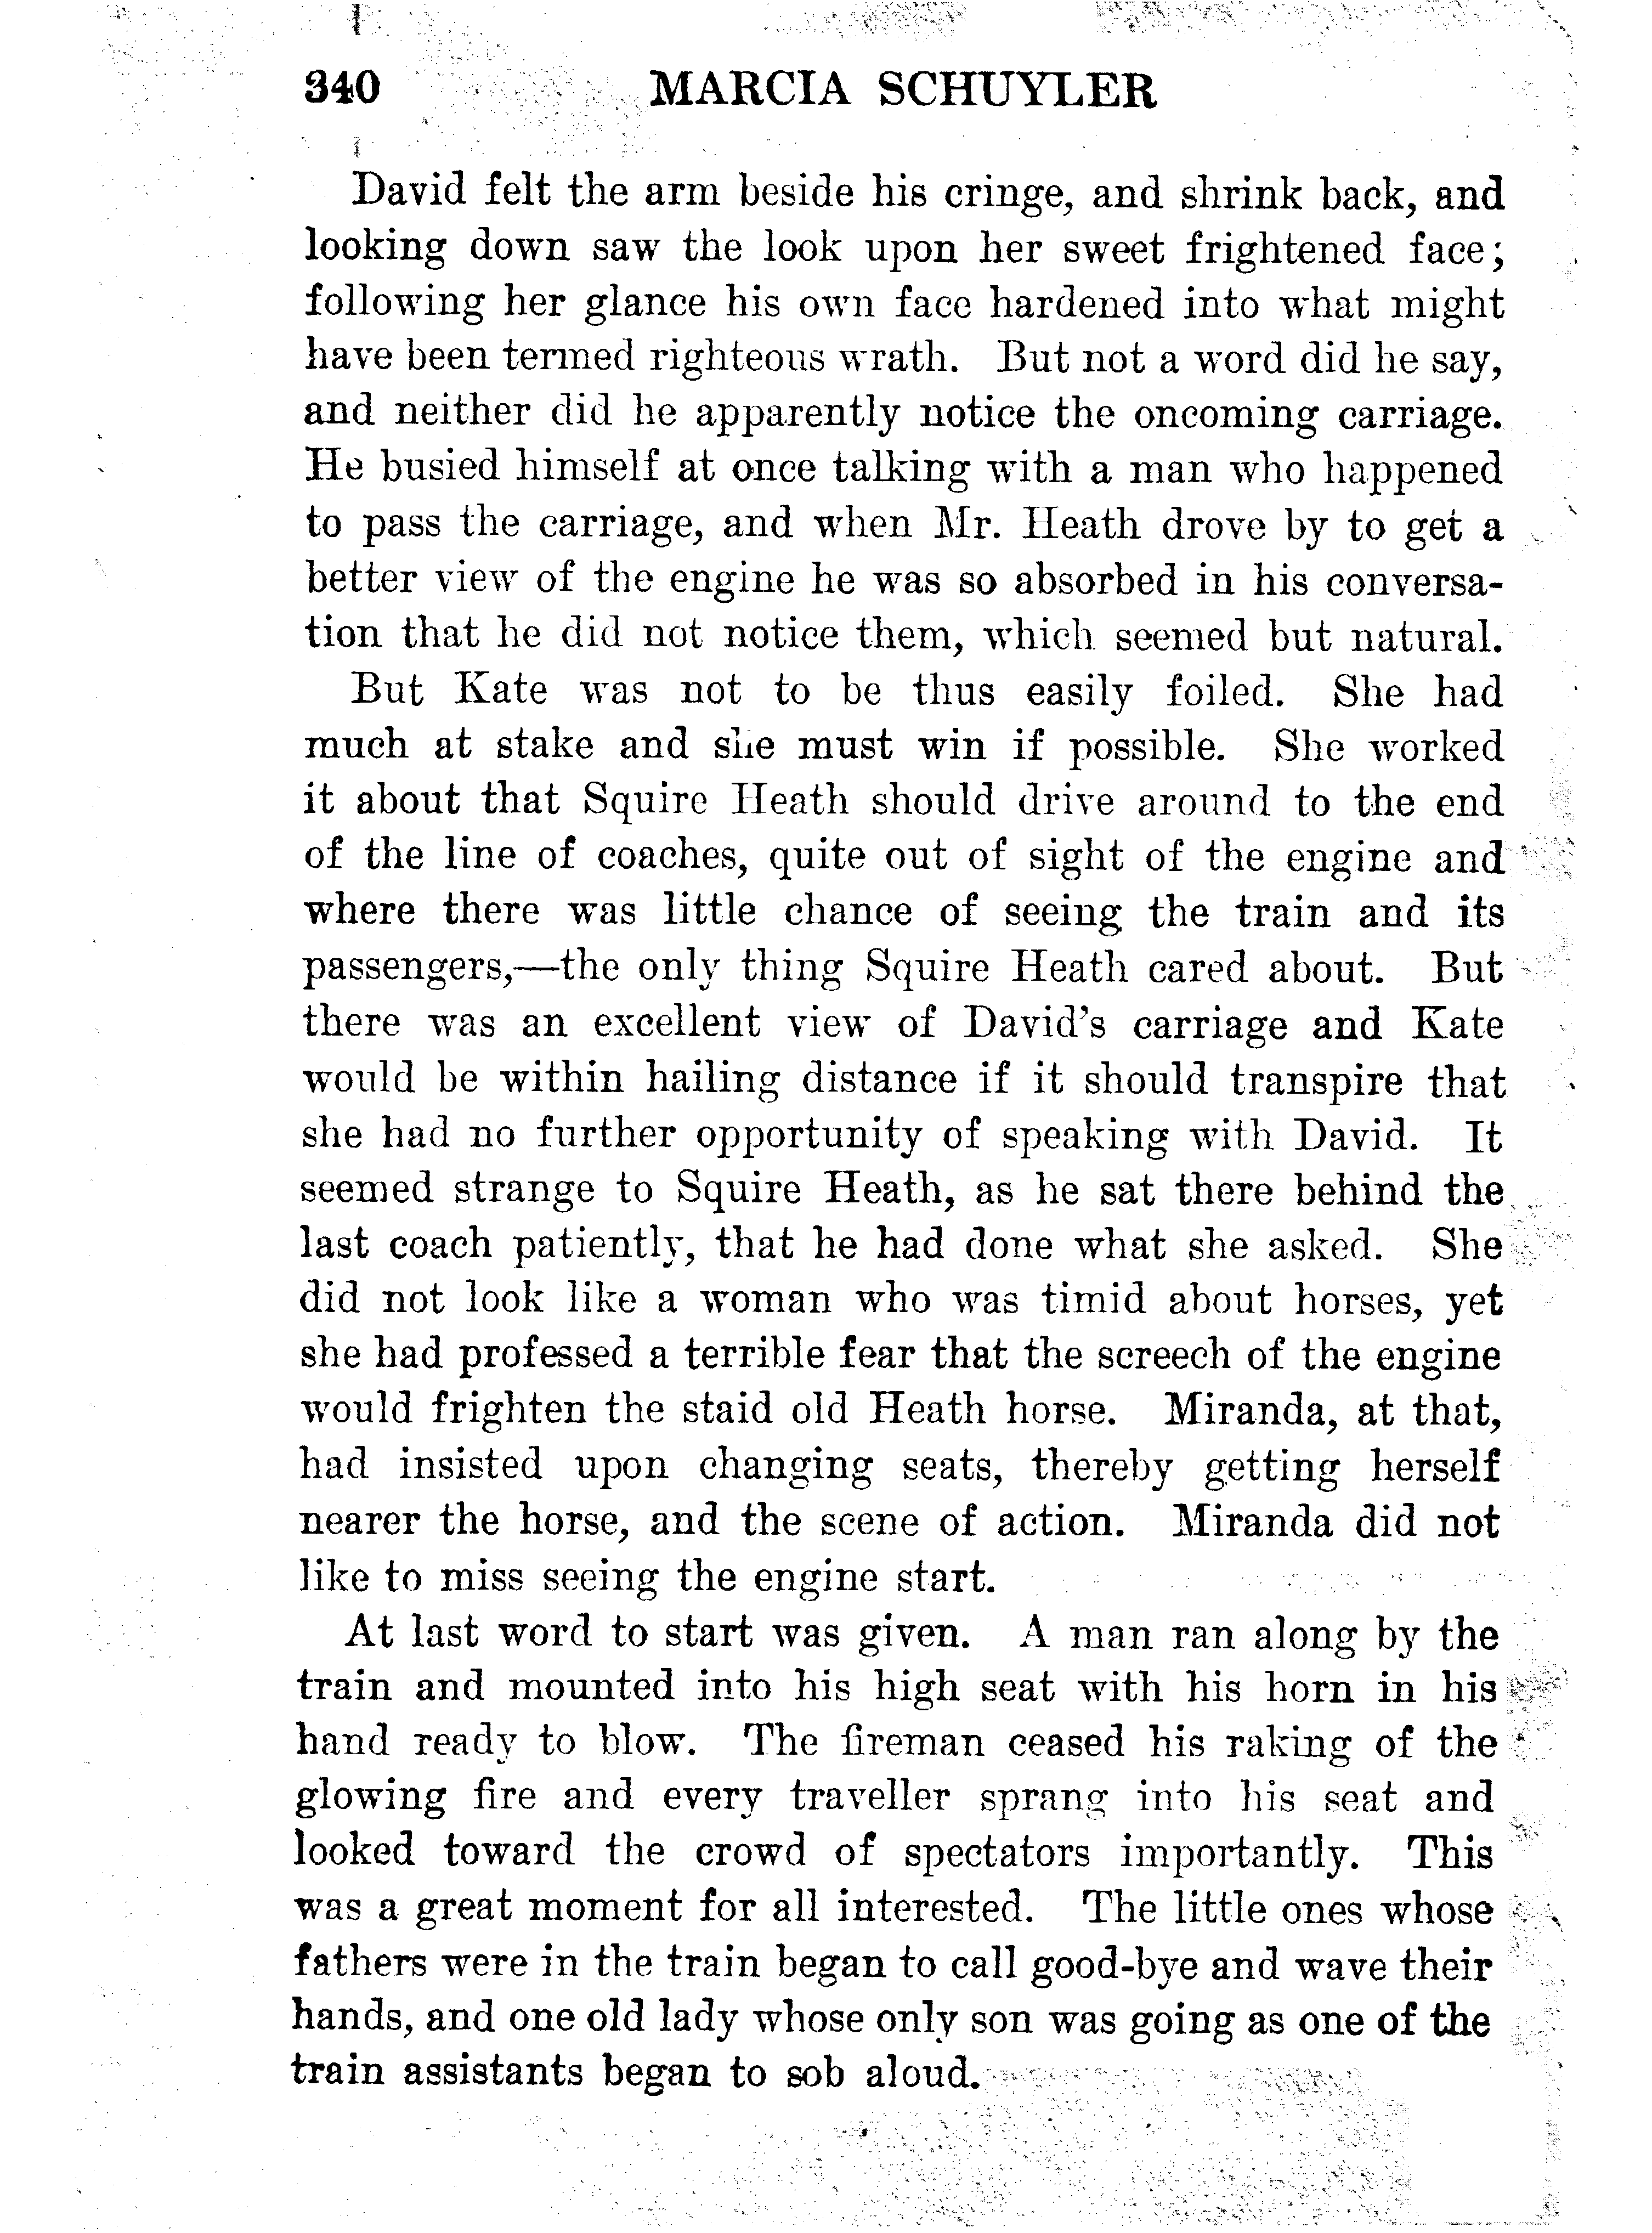 340 MARCIA SCHUYLER
David felt the arm beside his cringe, and shrink back, and
looking down saw the look upon her sweet frightened face;
following her glance his own face hardened into what might
have been termed righteous wrath. But not a word did he say,
and neither did he apparently notice the oncoming carriage.
He busied himself at once talking with a man who happened
to pass the carriage, and when Mr. Heath drove by to get a
better view of the engine he was so absorbed in his conversa-
tion that he did not notice them, which seemed but natural.
But Kate was not to be thus easily foiled. She had
much at stake and she must win if possible. She worked
it about that Squire Heath should drive around to the end
of the line of coaches, quite out of sight of the engine and
where there was little chance of seeing the train and its
passengers,—the only thing Squire Heath cared about. But
there was an excellent view of David's carriage and Kate
would be within hailing distance if it should transpire that
she had no further opportunity of speaking with David. It
seemed strange to Squire Heath, as he sat there behind the
last coach patiently, that he had done what she asked. She
did not look like a woman who was timid about horses, yet
she had professed a terrible fear that the screech of the engine
would frighten the staid old Heath horse. Miranda, at that,
had insisted upon changing seats, thereby getting herself
nearer the horse, and the scene of action. Miranda did not
like to miss seeing the engine start.
At last word to start was given. A man ran along by the
train and mounted into his high seat with his horn in his
hand ready to blow. The fireman ceased his raking of the
glowing fire and every traveller sprang into his seat and
looked toward the crowd of spectators importantly. This
was a great moment for all interested. The little ones whose
fathers were in the train began to call good-bye and wave their
hands, and one old lady whose only son was going as one of the
train assistants began to sob aloud.